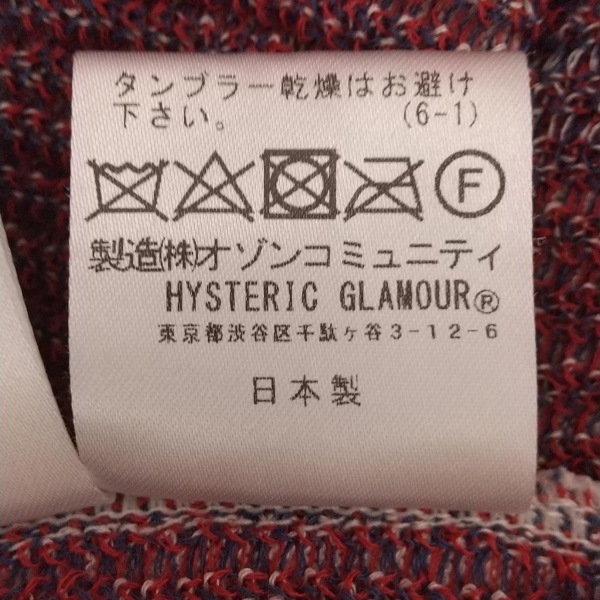 タンブラー乾燥はお避け
下さい。 (6-1)
F
製造(株)オゾンコミュニティ
HYSTERIC GLAMOUR®
東京都渋谷区千駄ヶ谷3-12-6
日本製